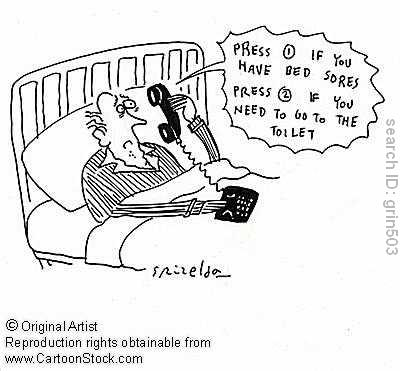 PRESS ① IF YOU
HAVE BED SORES
PRESS ② IF YOU
NEED TO GO TO THE
TOILET
search ID: grin503
grizelda
© Original Artist
Reproduction rights obtainable from
www.CartoonStock.com